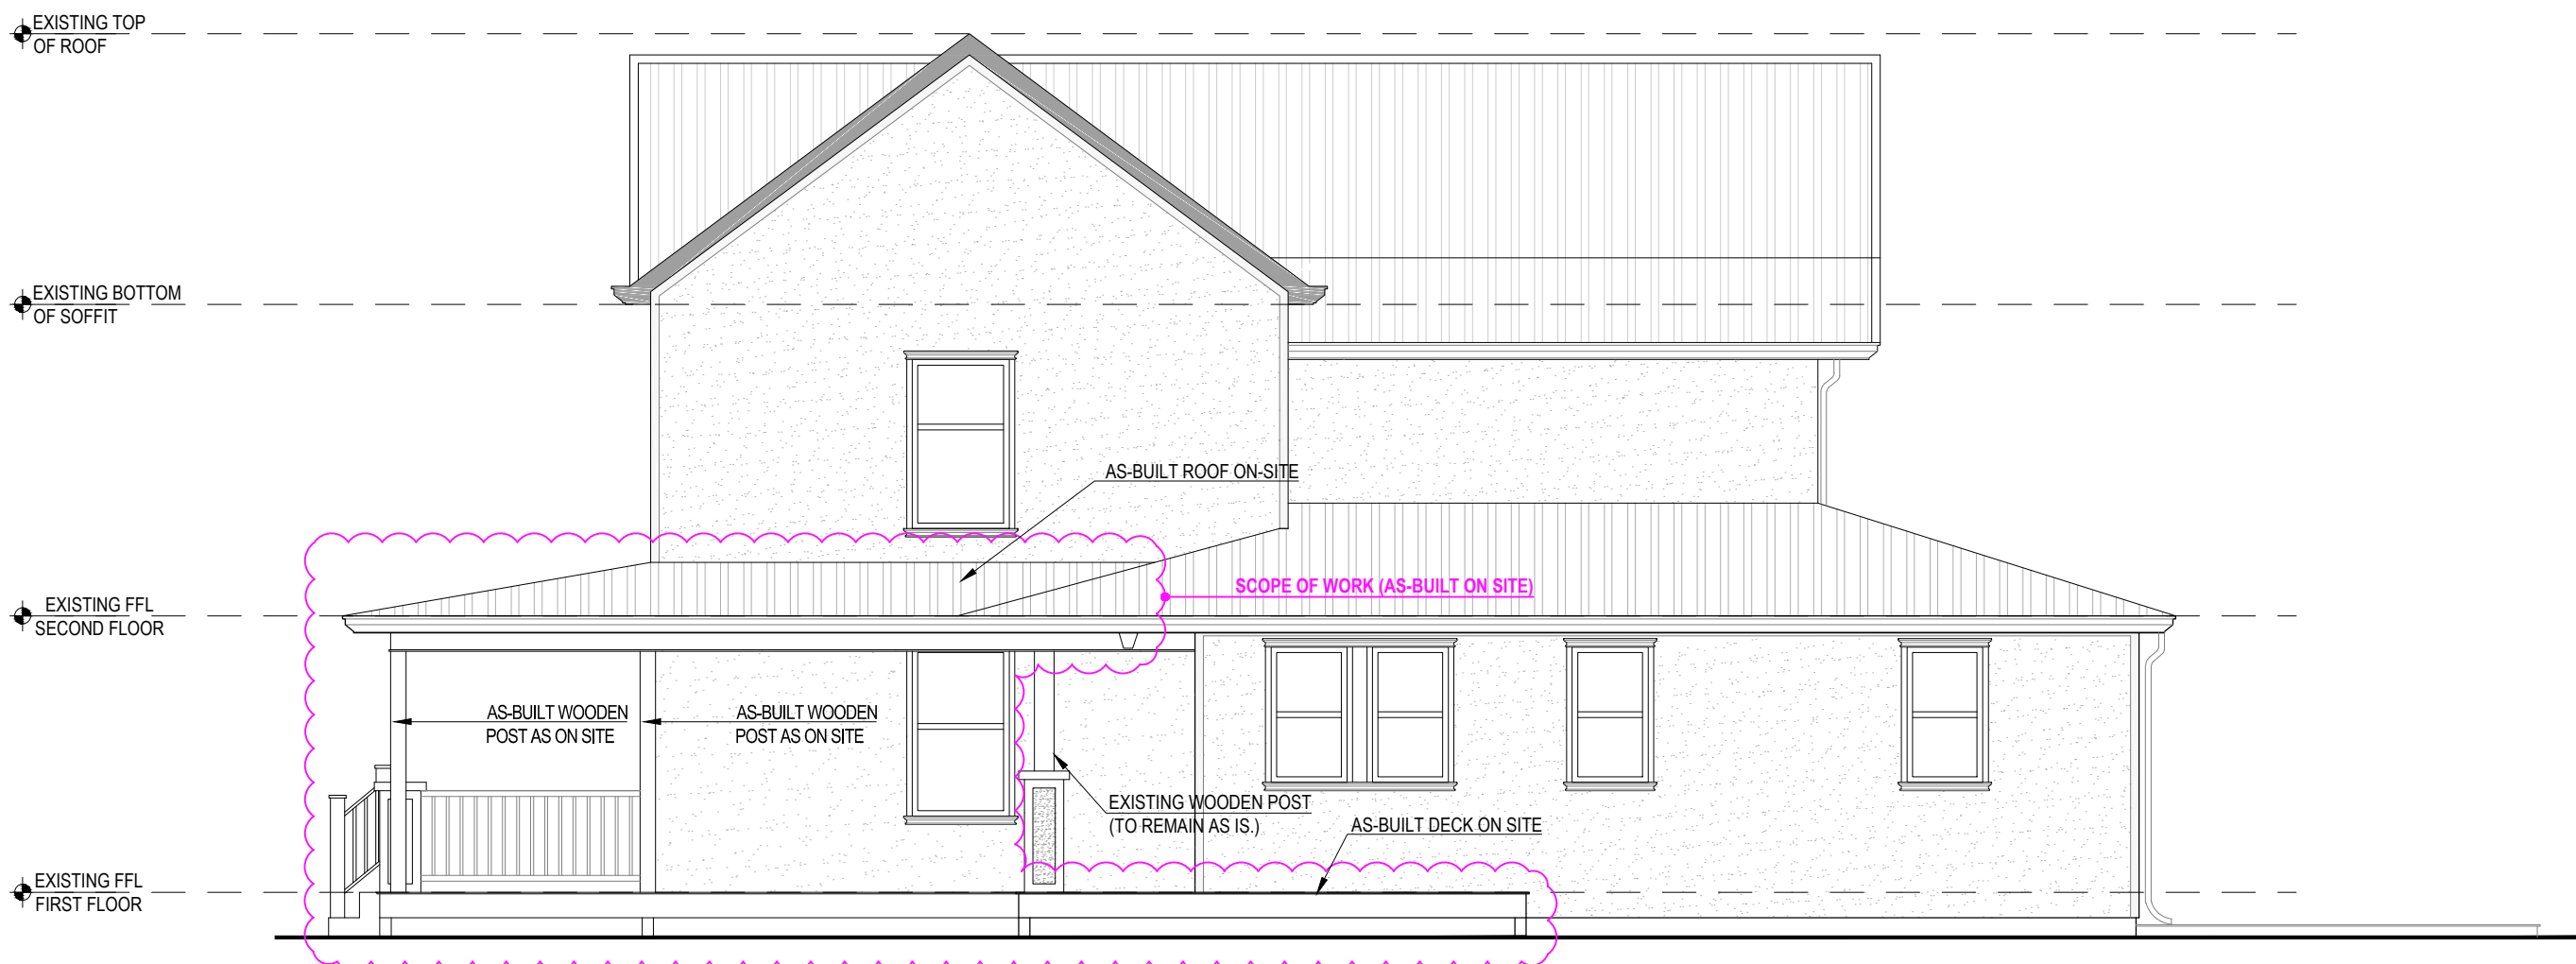 EXISTING TOP
OF ROOF
EXISTING BOTTOM
OF SOFFIT
AS-BUILT ROOF ON-SITE
SCOPE OF WORK (AS-BUILT ON SITE)
EXISTING FFL
SECOND FLOOR
AS-BUILT WOODEN
POST AS ON SITE
AS-BUILT WOODEN
POST AS ON SITE
EXISTING WOODEN POST
(TO REMAIN AS IS.)
AS-BUILT DECK ON SITE
EXISTING FFL
FIRST FLOOR